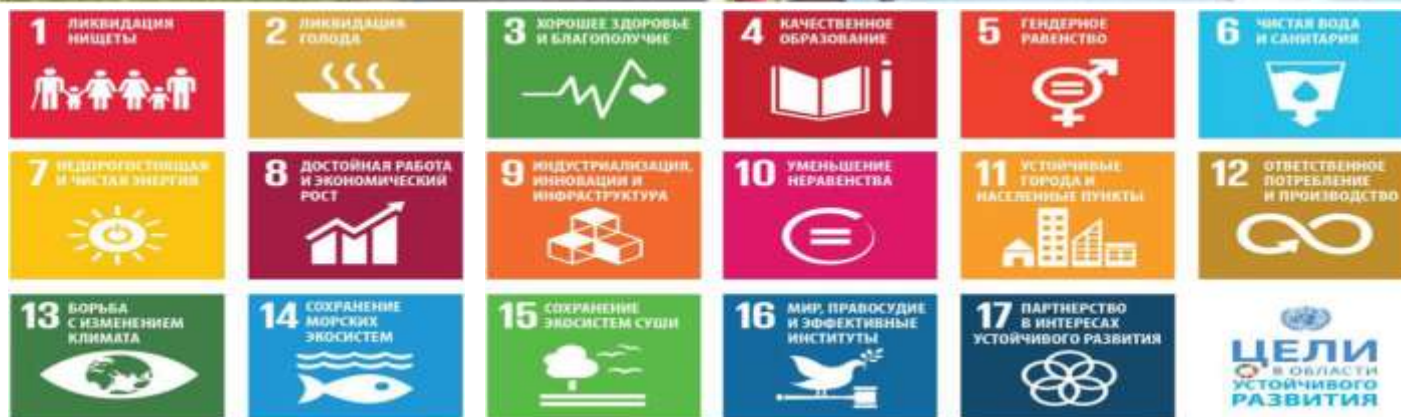 1 ЛИКВИДАЦИЯ
НИЩЕТЫ
2 ЛИКВИДАЦИЯ
ГОЛОДА
3 ХОРОШЕЕ ЗДОРОВЬЕ
И БЛАГОПОЛУЧИЕ
4 КАЧЕСТВЕННОЕ
ОБРАЗОВАНИЕ
5 ГЕНДЕРНОЕ
РАВЕНСТВО
6 ЧИСТАЯ ВОДА
И САНИТАРИЯ
7 НЕДОРОГОСТОЯЩАЯ
И ЧИСТАЯ ЭНЕРГИЯ
8 ДОСТОЙНАЯ РАБОТА
И ЭКОНОМИЧЕСКИЙ
РОСТ
9 ИНДУСТРИАЛИЗАЦИЯ,
ИННОВАЦИИ И
ИНФРАСТРУКТУРА
10 УМЕНЬШЕНИЕ
НЕРАВЕНСТВА
11 УСТОЙЧИВЫЕ
ГОРОДА И
НАСЕЛЕННЫЕ ПУНКТЫ
12 ОТВЕТСТВЕННОЕ
ПОТРЕБЛЕНИЕ
И ПРОИЗВОДСТВО
13 БОРЬБА
С ИЗМЕНЕНИЕМ
КЛИМАТА
14 СОХРАНЕНИЕ
МОРСКИХ
ЭКОСИСТЕМ
15 СОХРАНЕНИЕ
ЭКОСИСТЕМ СУШИ
16 МИР, ПРАВОСУДИЕ
И ЭФФЕКТИВНЫЕ
ИНСТИТУТЫ
17 ПАРТНЕРСТВО
В ИНТЕРЕСАХ
УСТОЙЧИВОГО РАЗВИТИЯ
ЦЕЛИ
В ОБЛАСТИ
УСТОЙЧИВОГО
РАЗВИТИЯ